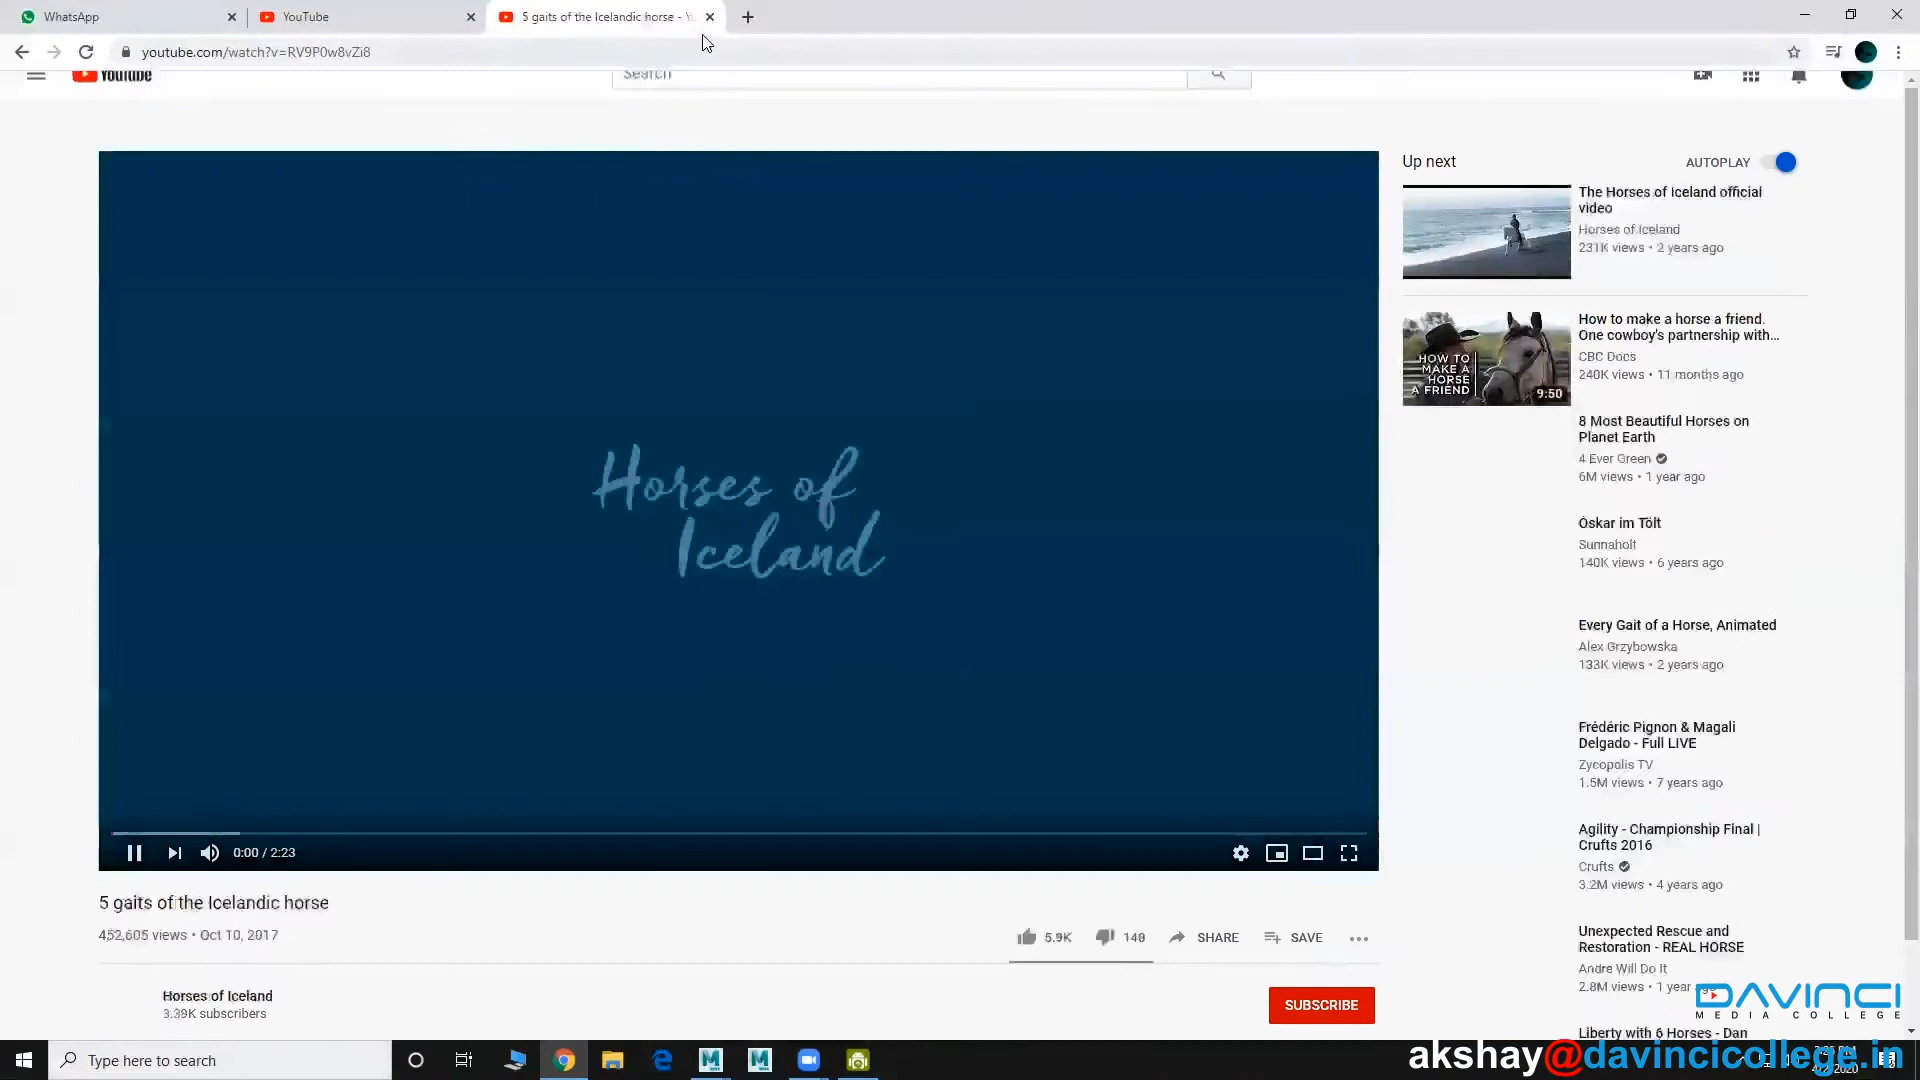 WhatsApp
YouTube
5 gaits of the Icelandic horse - Yo
youtube.com/watch?v=RV9P0w8vZi8
YouTube
Search
Horses of
Iceland
0:00 / 2:23
5 gaits of the Icelandic horse
452,605 views • Oct 10, 2017
5.9K
140
SHARE
SAVE
Horses of Iceland
3.39K subscribers
SUBSCRIBE
Up next
AUTOPLAY
The Horses of Iceland official
video
Horses of Iceland
231K views • 2 years ago
HOW TO
MAKE A
HORSE
A FRIEND
9:50
How to make a horse a friend.
One cowboy's partnership with...
CBC Docs
240K views • 11 months ago
8 Most Beautiful Horses on
Planet Earth
4 Ever Green
6M views • 1 year ago
Óskar im Tölt
Sunnaholt
140K views • 6 years ago
Every Gait of a Horse, Animated
Alex Grzybowska
133K views • 2 years ago
Frédéric Pignon & Magali
Delgado - Full LIVE
Zycopolis TV
1.5M views • 7 years ago
Agility - Championship Final |
Crufts 2016
Crufts
3.2M views • 4 years ago
Unexpected Rescue and
Restoration - REAL HORSE
Andre Will Do It
2.8M views • 1 year ago
Liberty with 6 Horses - Dan
DAVINCI
MEDIA COLLEGE
Type here to search
akshay@davincicollege.in